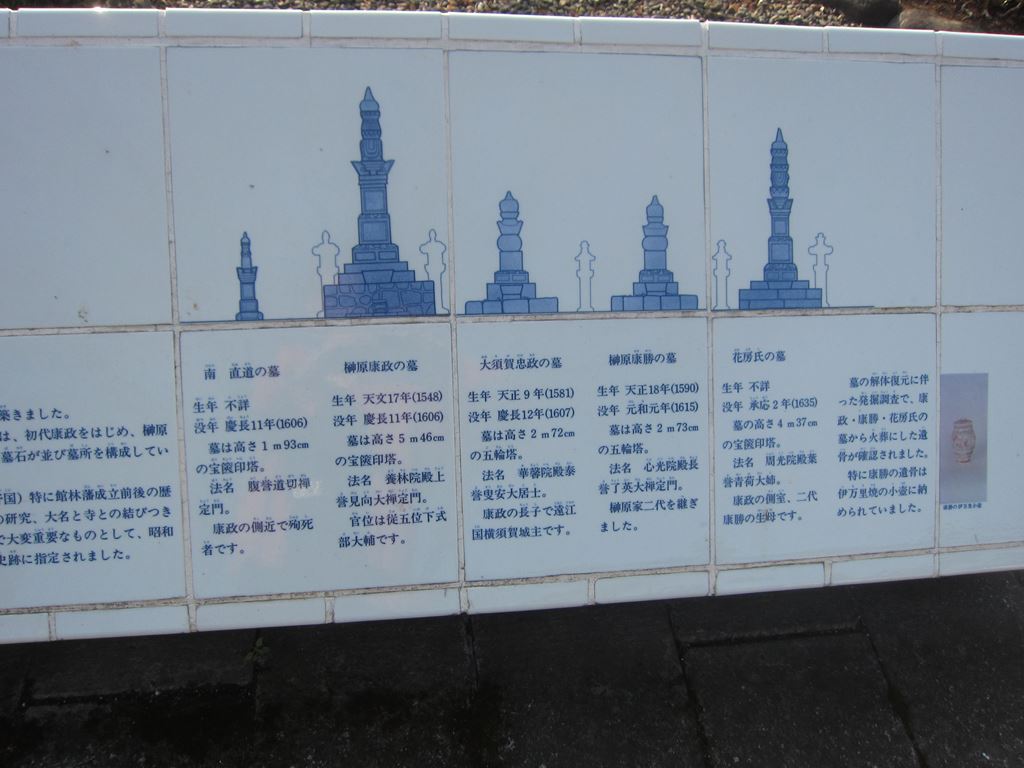 築きました。
は、初代康政をはじめ、榊原
墓石が並び墓所を構成してい
国）特に館林藩成立前後の歴
の研究、大名と寺との結びつき
で大変重要なものとして、昭和
史跡に指定されました。
南　直道の墓
生年　不詳
没年　慶長11年(1606)
墓は高さ１ｍ93㎝
の宝篋印塔。
法名　腹誉道切禅
定門。
康政の側近で殉死
者です。
榊原康政の墓
生年　天文17年(1548)
没年　慶長11年(1606)
墓は高さ５ｍ46㎝
の宝篋印塔。
法名　養林院殿上
誉見向大禅定門。
官位は従五位下式
部大輔です。
大須賀忠政の墓
生年　天正９年(1581)
没年　慶長12年(1607)
墓は高さ２ｍ72㎝
の五輪塔。
法名　華馨院殿泰
誉叟安大居士。
康政の長子で遠江
国横須賀城主です。
榊原康勝の墓
生年　天正18年(1590)
没年　元和元年(1615)
墓は高さ２ｍ73㎝
の五輪塔。
法名　心光院殿長
誉了英大禅定門。
榊原家二代を継ぎ
ました。
花房氏の墓
生年　不詳
没年　承応２年(1635)
墓の高さ４ｍ37㎝
の宝篋印塔。
法名　周光院殿葉
誉青荷大姉。
康政の側室、二代
康勝の生母です。
墓の解体復元に伴
った発掘調査で、康
政・康勝・花房氏の
墓から火葬にした遺
骨が確認されました。
特に康勝の遺骨は
伊万里焼の小壺に納
められていました。
康勝の伊万里小壺